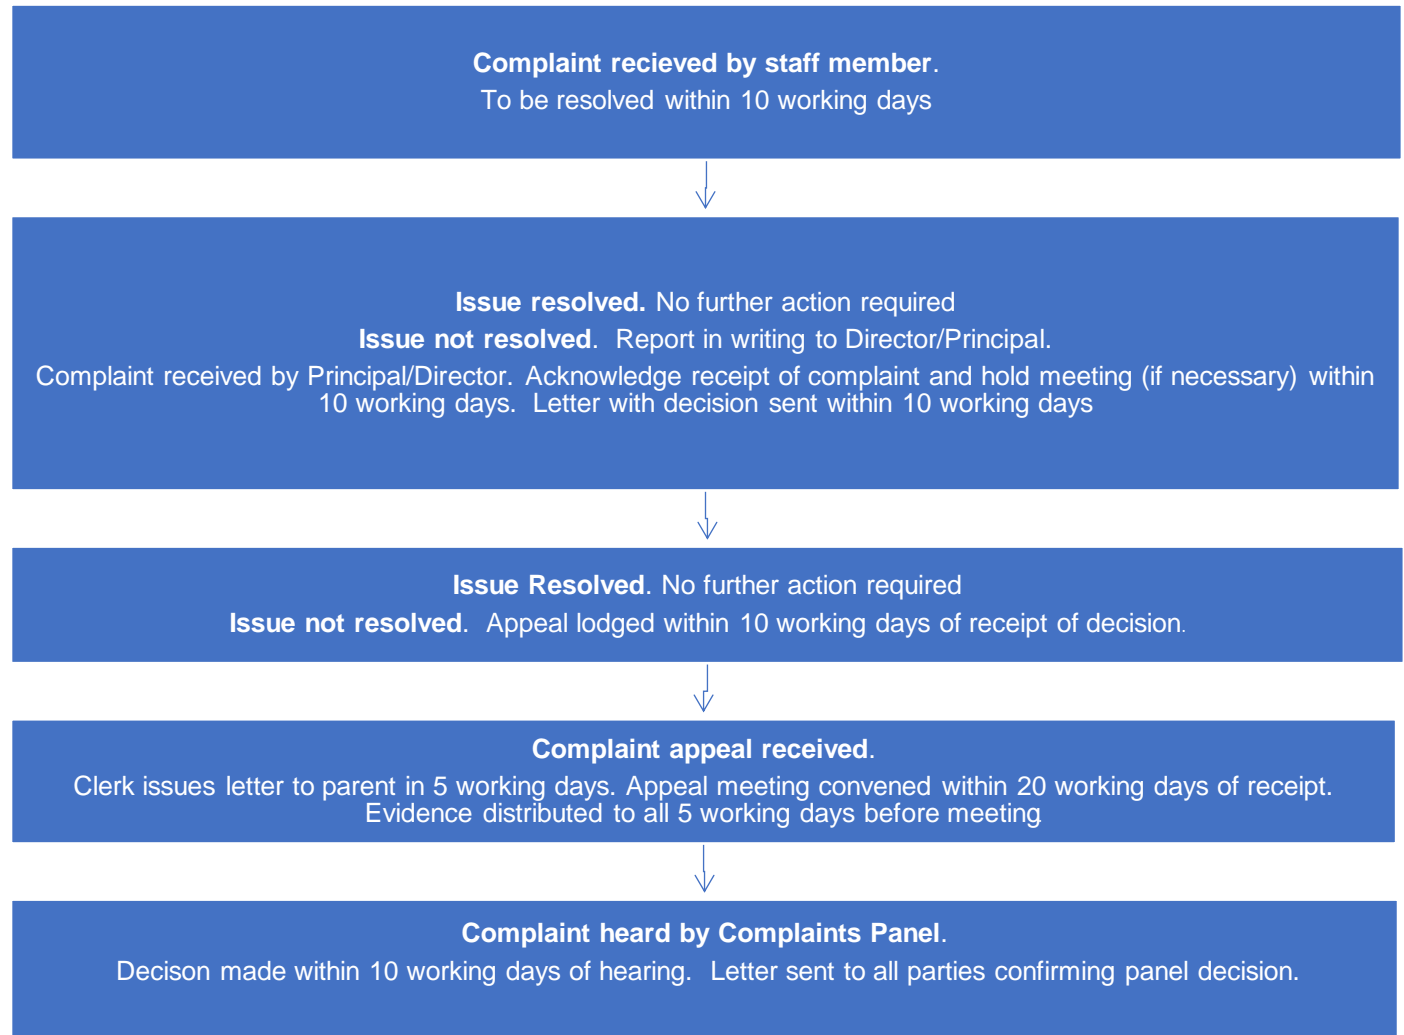 Complaint recieved by staff member.
To be resolved within 10 working days
Issue resolved. No further action required
Issue not resolved. Report in writing to Director/Principal.
Complaint received by Principal/Director. Acknowledge receipt of complaint and hold meeting (if necessary) within
10 working days. Letter with decision sent within 10 working days
Issue Resolved. No further action required
Issue not resolved. Appeal lodged within 10 working days of receipt of decision.
Complaint appeal received.
Clerk issues letter to parent in 5 working days. Appeal meeting convened within 20 working days of receipt.
Evidence distributed to all 5 working days before meeting
Complaint heard by Complaints Panel.
Decison made within 10 working days of hearing. Letter sent to all parties confirming panel decision.